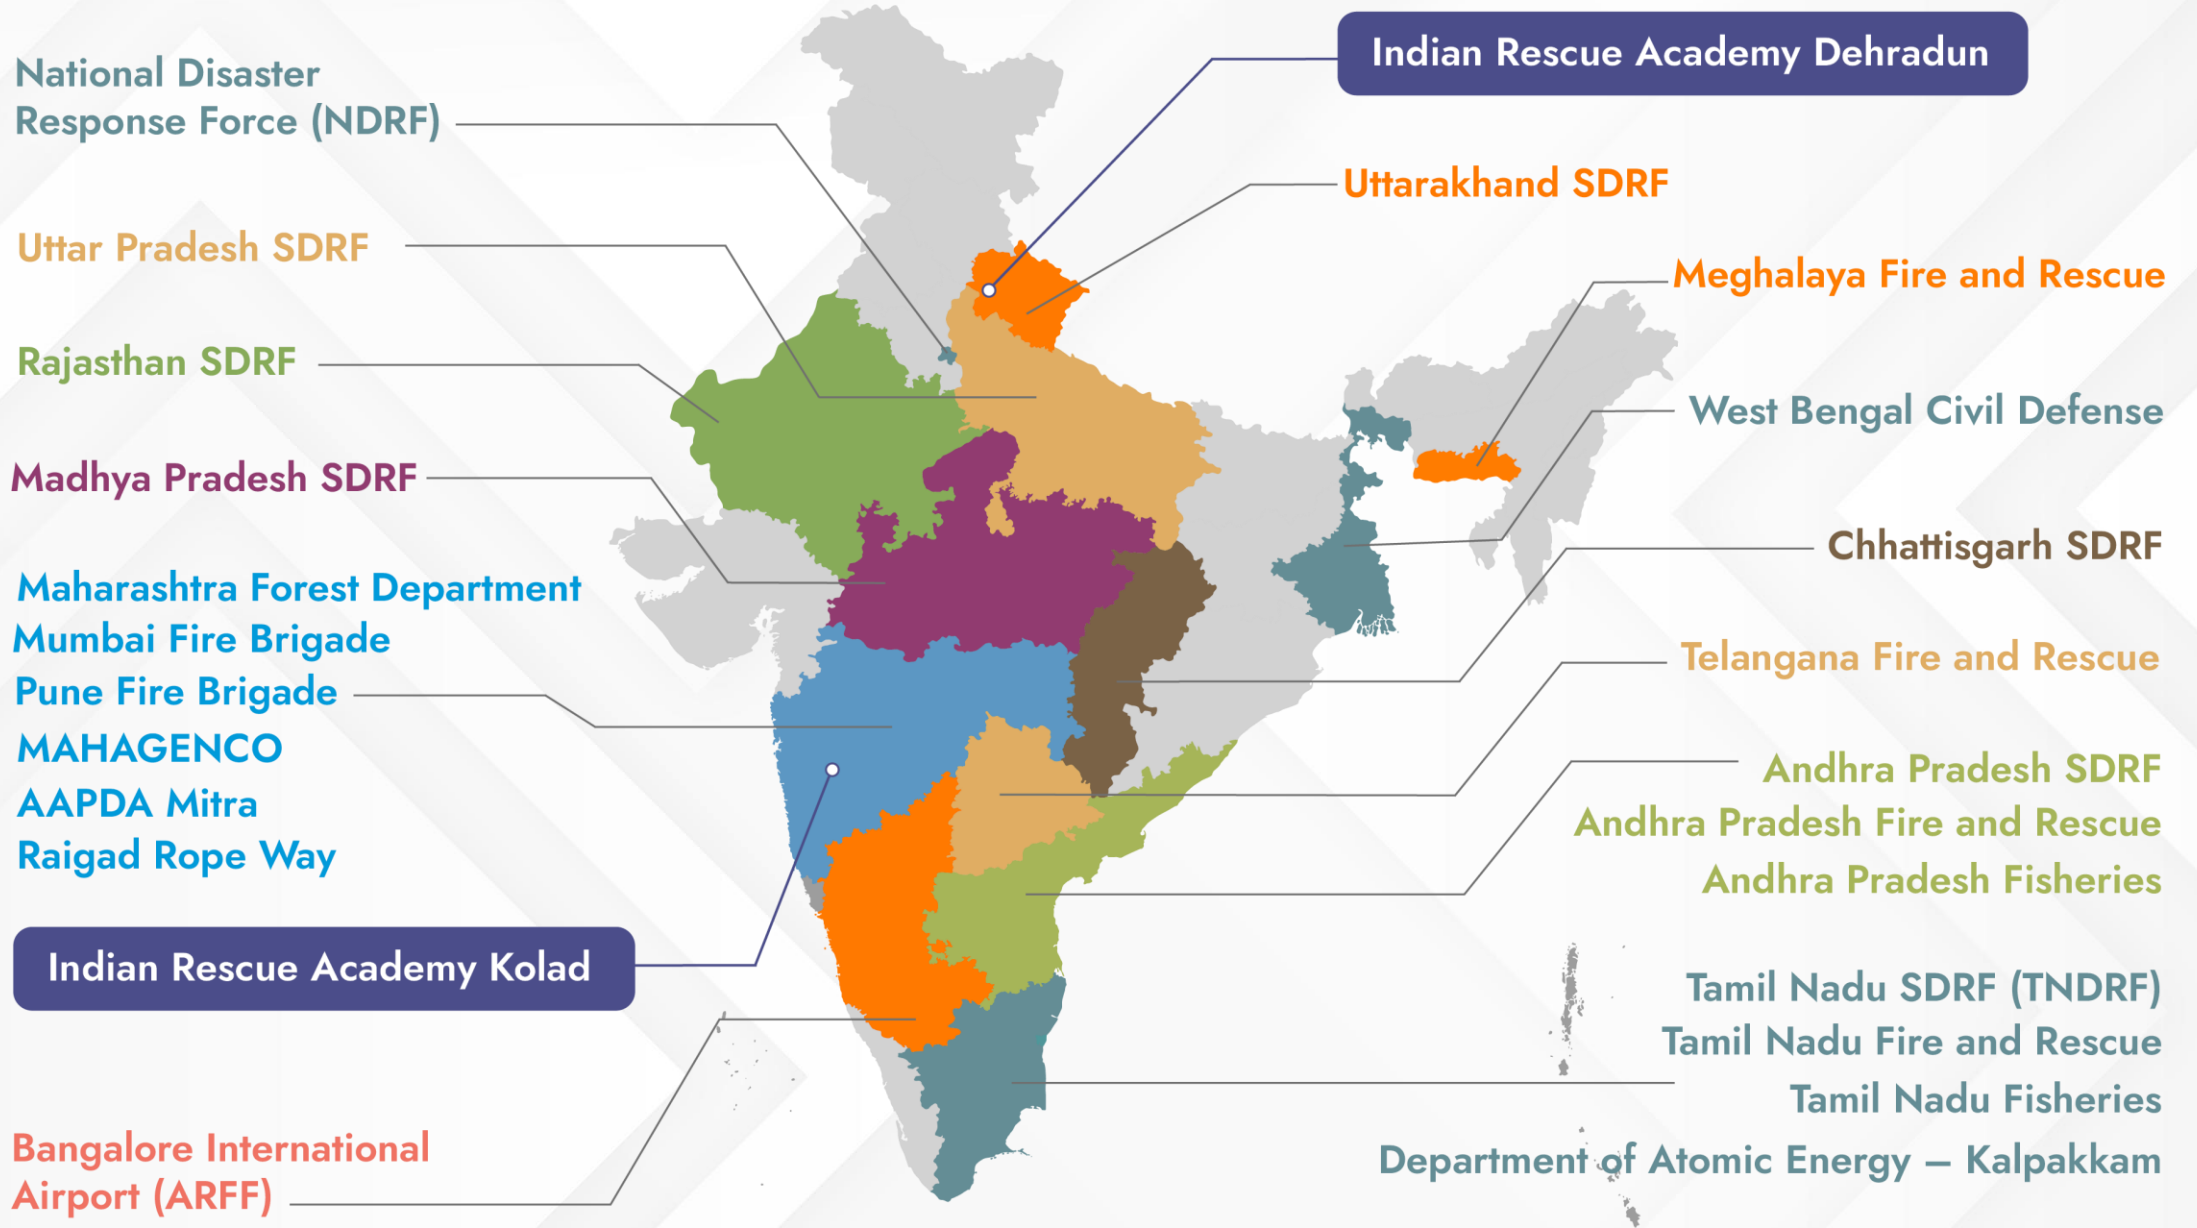 National Disaster
Response Force (NDRF)
Uttar Pradesh SDRF
Rajasthan SDRF
Madhya Pradesh SDRF
Maharashtra Forest Department
Mumbai Fire Brigade
Pune Fire Brigade
MAHAGENCO
AAPDA Mitra
Raigad Rope Way
Indian Rescue Academy Kolad
Bangalore International
Airport (ARFF)
Indian Rescue Academy Dehradun
Uttarakhand SDRF
Meghalaya Fire and Rescue
West Bengal Civil Defense
Chhattisgarh SDRF
Telangana Fire and Rescue
Andhra Pradesh SDRF
Andhra Pradesh Fire and Rescue
Andhra Pradesh Fisheries
Tamil Nadu SDRF (TNDRF)
Tamil Nadu Fire and Rescue
Tamil Nadu Fisheries
Department of Atomic Energy – Kalpakkam